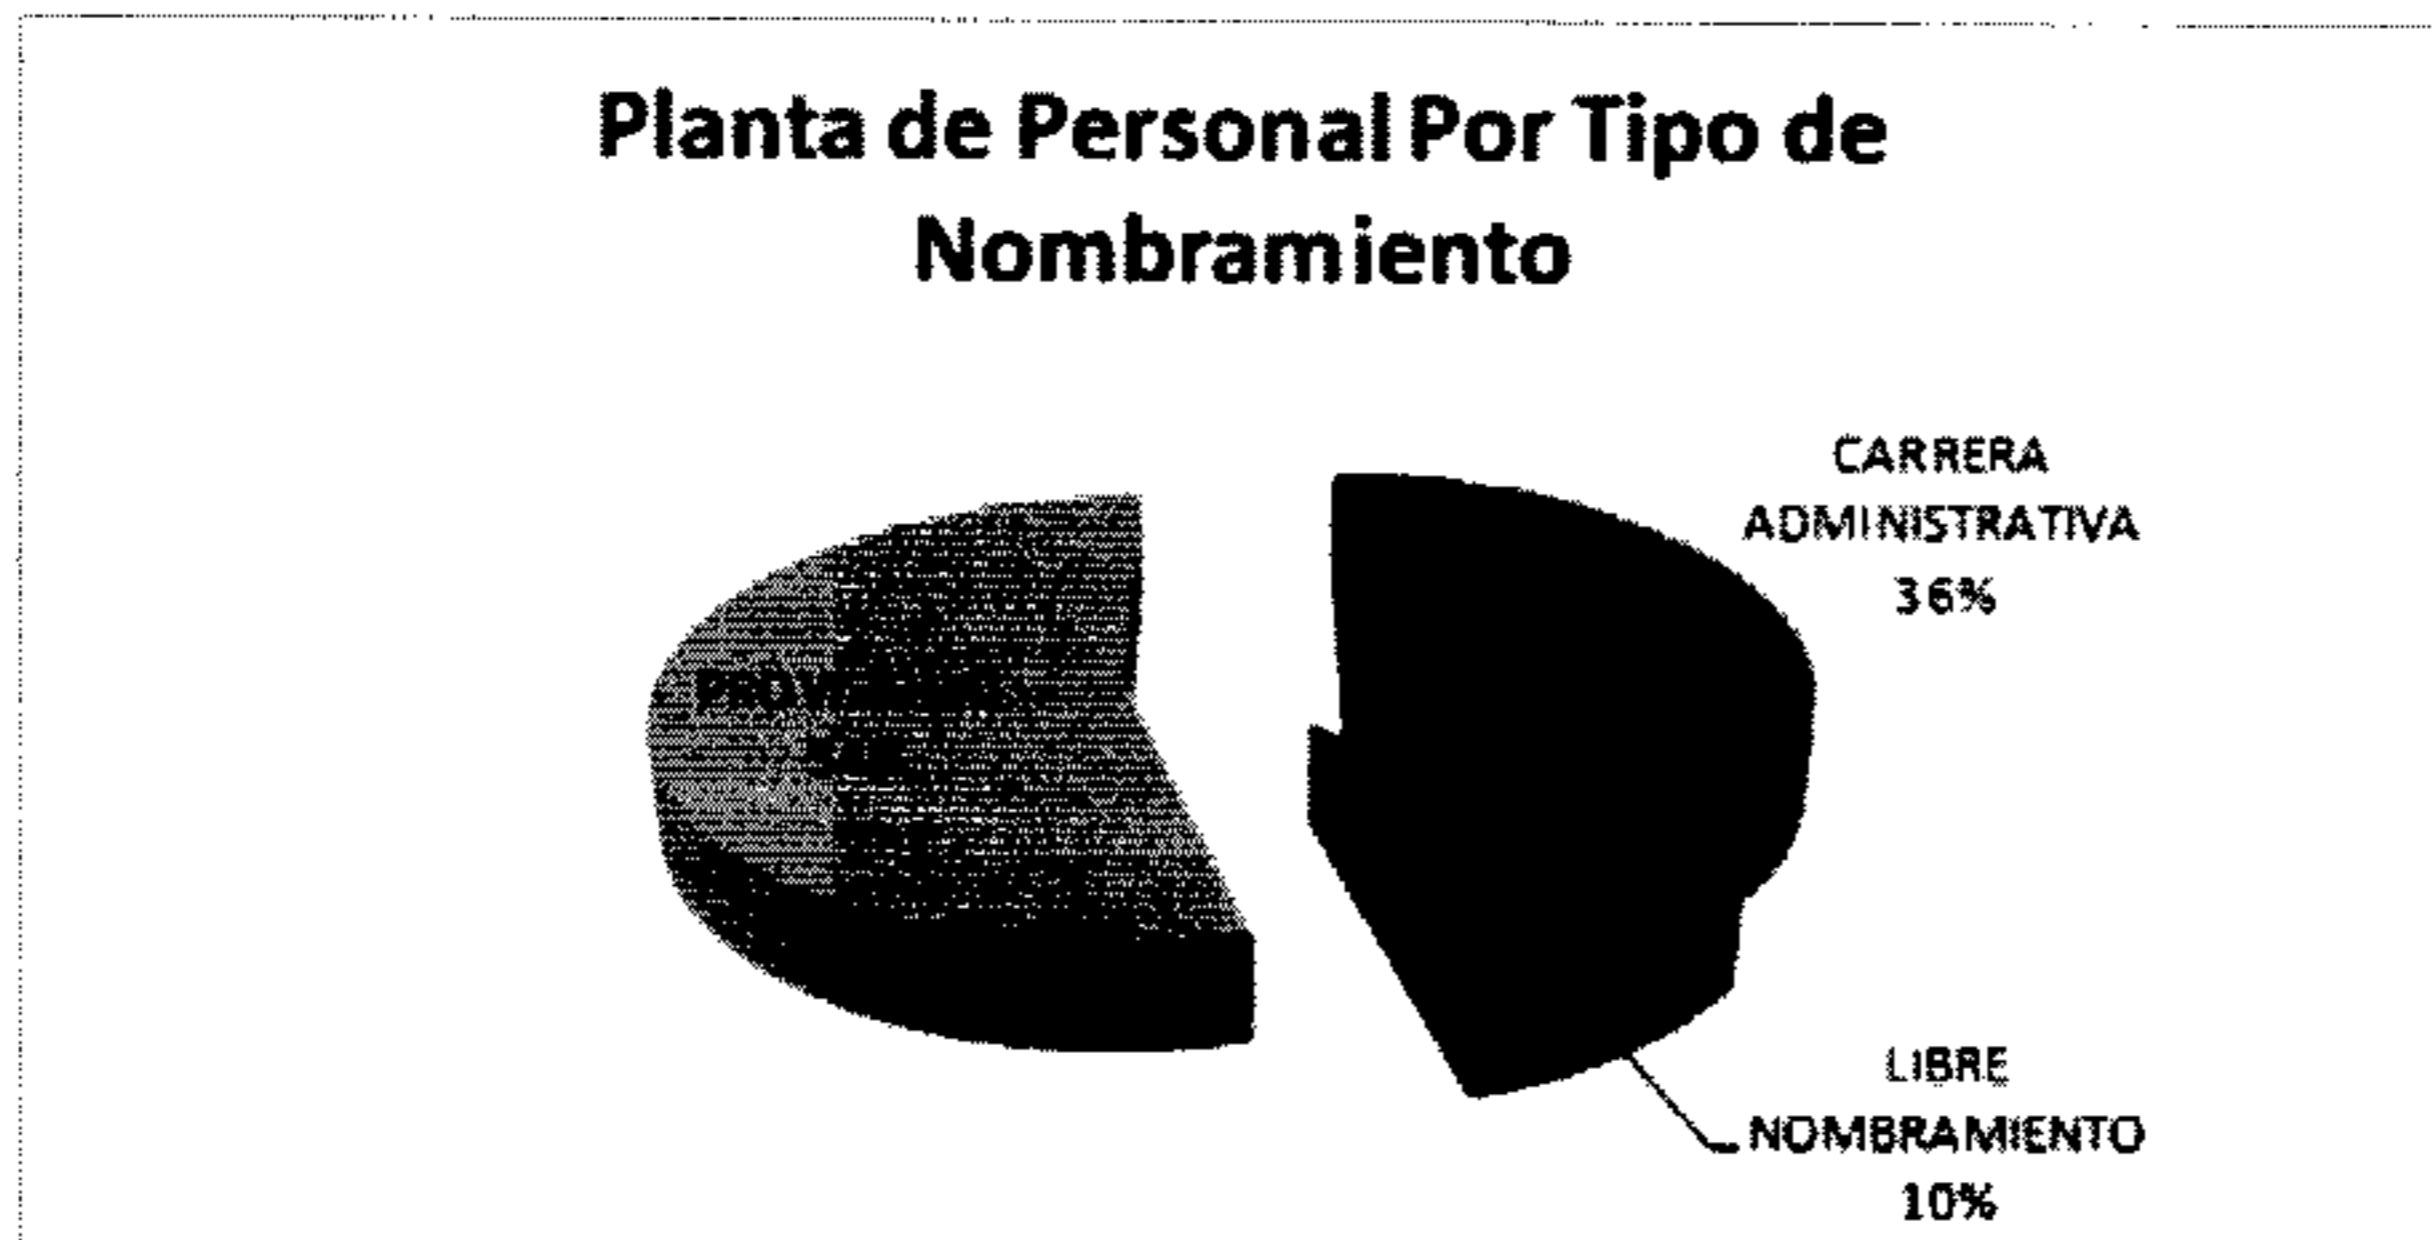 Planta de Personal Por Tipo de
Nombramiento
CARRERA
ADMINISTRATIVA
36%
LIBRE
NOMBRAMIENTO
10%